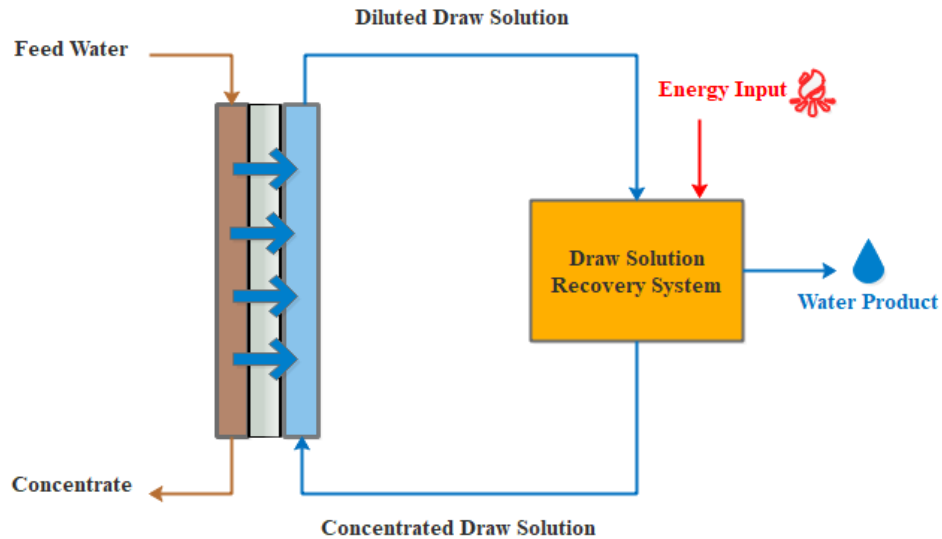 Diluted Draw Solution
Feed Water
Energy Input
Draw Solution
Recovery System
Water Product
Concentrate
Concentrated Draw Solution